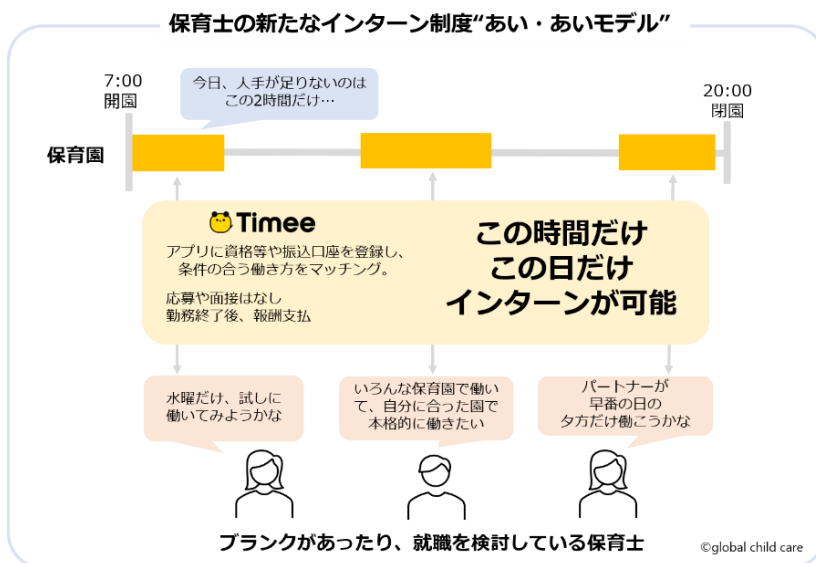 保育士の新たなインターン制度“あい・あいモデル”
7:00
開園
今日、人手が足りないのは
この2時間だけ…
20:00
閉園
保育園
Timee
アプリに資格等や振込口座を登録し、
条件の合う働き方をマッチング。
応募や面接はなし
勤務終了後、報酬支払
この時間だけ
この日だけ
インターンが可能
水曜だけ、試しに
働いてみようかな
いろんな保育園で働い
て、自分に合った園で
本格的に働きたい
パートナーが
早番の日の
夕方だけ働こうかな
ブランクがあったり、就職を検討している保育士
©global child care